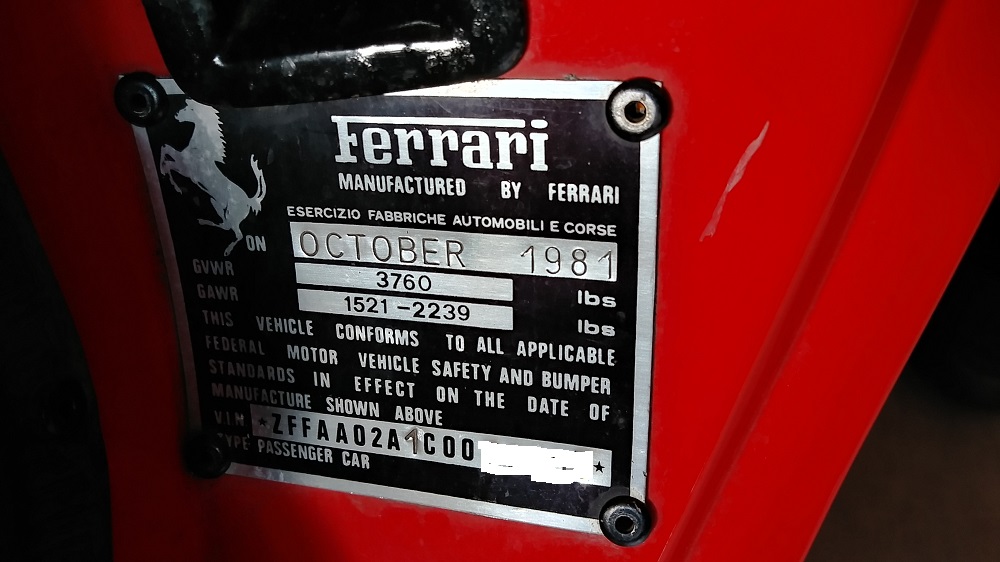 Ferrari
MANUFACTURED BY FERRARI
ESERCIZIO FABBRICHE AUTOMOBILI E CORSE
ON OCTOBER 1981
GVWR 3760 lbs
GAWR 1521-2239 lbs
THIS VEHICLE CONFORMS TO ALL APPLICABLE
FEDERAL MOTOR VEHICLE SAFETY AND BUMPER
STANDARDS IN EFFECT ON THE DATE OF
MANUFACTURE SHOWN ABOVE
VIN *ZFFAA02A1C00 *
TYPE PASSENGER CAR